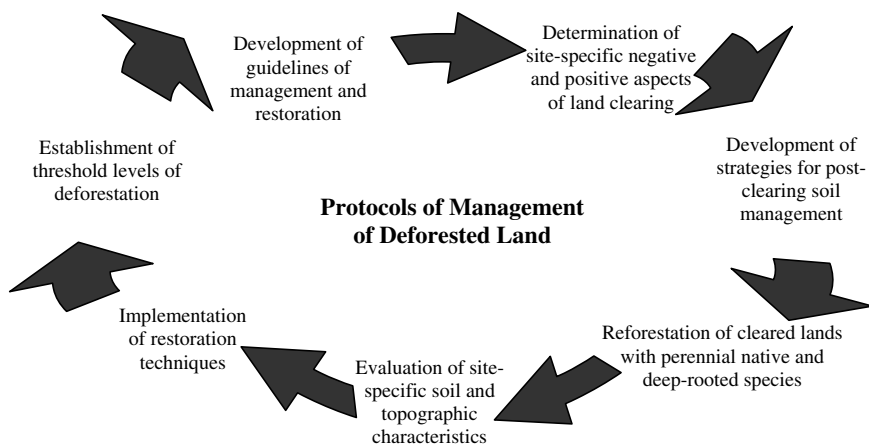 Development of
guidelines of
management and
restoration
Determination of
site-specific negative
and positive aspects
of land clearing
Development of
strategies for post-
clearing soil
management
Reforestation of cleared lands
with perennial native and
deep-rooted species
Evaluation of site-
specific soil and
topographic
characteristics
Implementation
of restoration
techniques
Establishment of
threshold levels of
deforestation
Protocols of Management
of Deforested Land